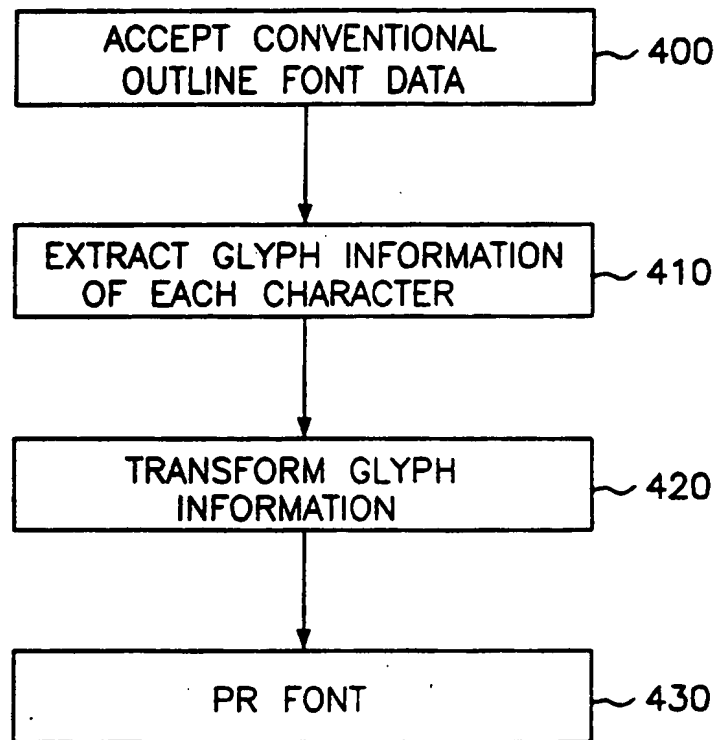 ACCEPT CONVENTIONAL
OUTLINE FONT DATA
400
EXTRACT GLYPH INFORMATION
OF EACH CHARACTER
410
TRANSFORM GLYPH
INFORMATION
420
PR FONT
430